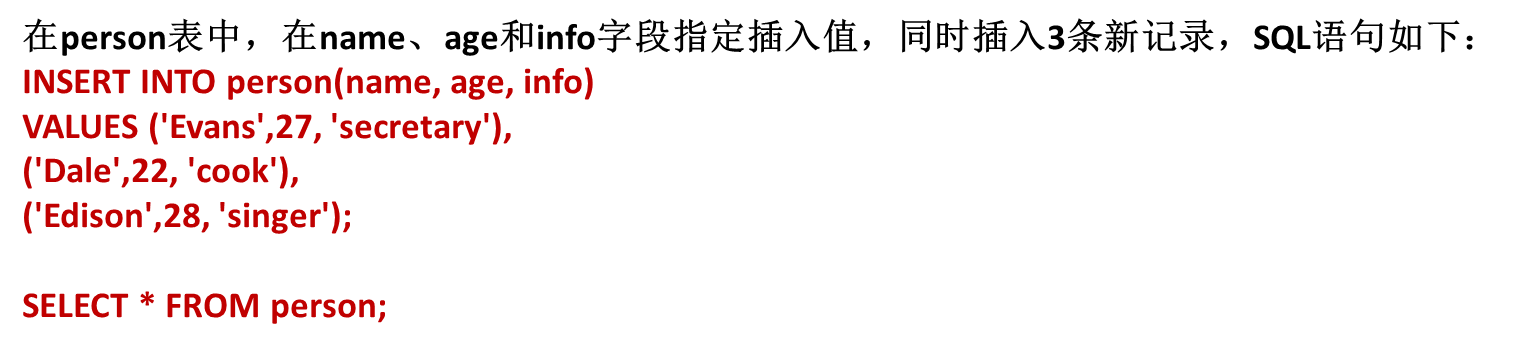 在person表中，在name、age和info字段指定插入值，同时插入3条新记录，SQL语句如下：
INSERT INTO person(name, age, info)
VALUES ('Evans',27, 'secretary'),
('Dale',22, 'cook'),
('Edison',28, 'singer');
SELECT * FROM person;